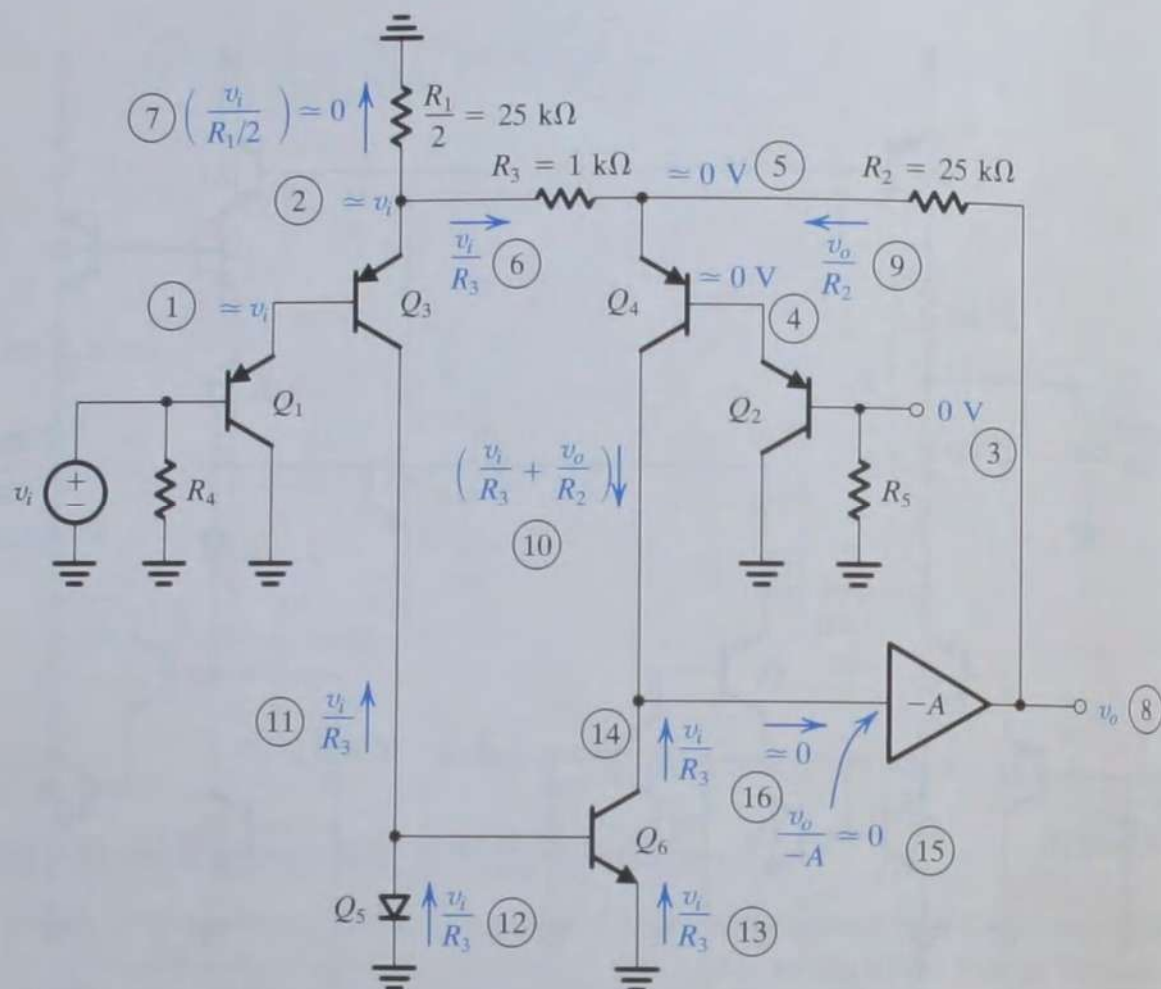 ⑦ (v_i / (R_1/2)) ≃ 0
R_1 / 2 = 25 kΩ
R_3 = 1 kΩ
≃ 0 V ⑤
R_2 = 25 kΩ
② ≃ v_i
v_i / R_3 ⑥
v_o / R_2 ⑨
① ≃ v_i
Q_3
Q_4
≃ 0 V
④
Q_1
Q_2
0 V
③
v_i
+
−
R_4
(v_i / R_3 + v_o / R_2)
⑩
R_5
⑪ v_i / R_3
⑭
v_i / R_3
≃ 0
⑯
−A
v_o ⑧
v_o / −A ≃ 0 ⑮
Q_6
Q_5
v_i / R_3 ⑫
v_i / R_3 ⑬